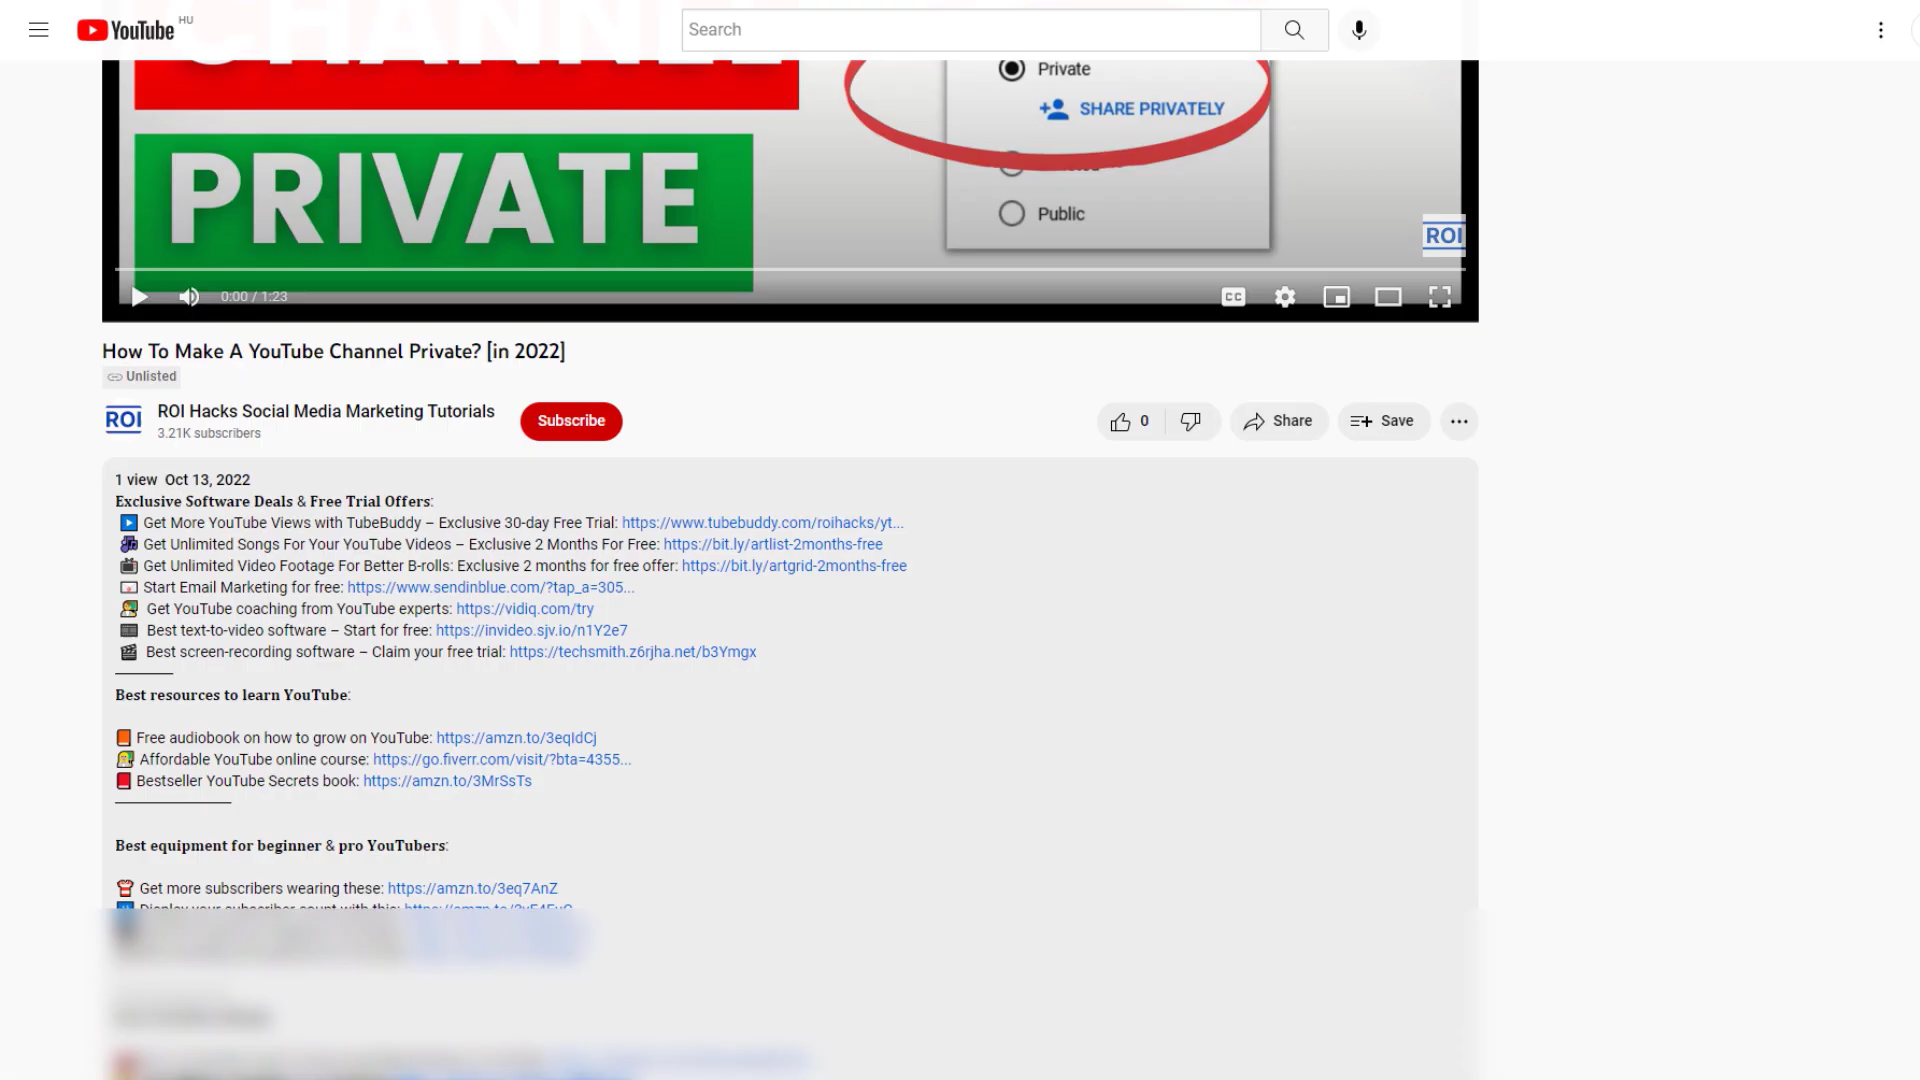 YouTube HU
Search
Private
SHARE PRIVATELY
PRIVATE
Public
ROI
0:00 / 1:23
CC
How To Make A YouTube Channel Private? [in 2022]
Unlisted
ROI
ROI Hacks Social Media Marketing Tutorials
3.21K subscribers
Subscribe
0
Share
Save
1 view Oct 13, 2022
Exclusive Software Deals & Free Trial Offers:
Get More YouTube Views with TubeBuddy – Exclusive 30-day Free Trial: https://www.tubebuddy.com/roihacks/yt...
Get Unlimited Songs For Your YouTube Videos – Exclusive 2 Months For Free: https://bit.ly/artlist-2months-free
Get Unlimited Video Footage For Better B-rolls: Exclusive 2 months for free offer: https://bit.ly/artgrid-2months-free
Start Email Marketing for free: https://www.sendinblue.com/?tap_a=305...
Get YouTube coaching from YouTube experts: https://vidiq.com/try
Best text-to-video software – Start for free: https://invideo.sjv.io/n1Y2e7
Best screen-recording software – Claim your free trial: https://techsmith.z6rjha.net/b3Ymgx
Best resources to learn YouTube:
Free audiobook on how to grow on YouTube: https://amzn.to/3eqIdCj
Affordable YouTube online course: https://go.fiverr.com/visit/?bta=4355...
Bestseller YouTube Secrets book: https://amzn.to/3MrSsTs
Best equipment for beginner & pro YouTubers:
Get more subscribers wearing these: https://amzn.to/3eq7AnZ
Display your subscriber count with this: